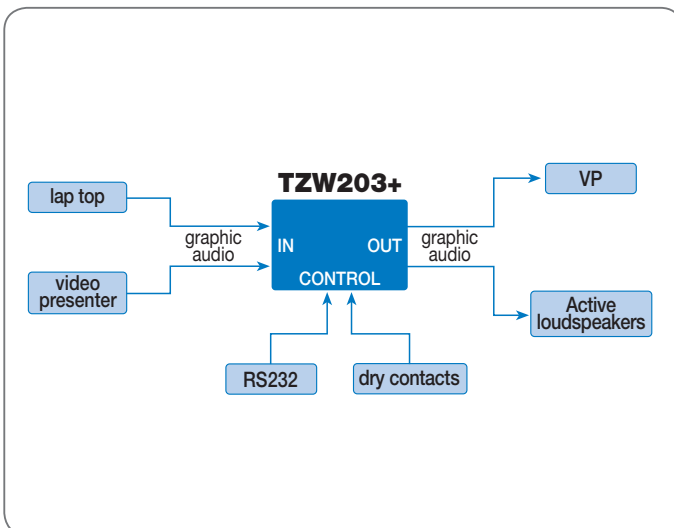 TZW203+
lap top
VP
graphic
audio
IN
OUT
graphic
audio
video
presenter
CONTROL
Active
loudspeakers
RS232
dry contacts